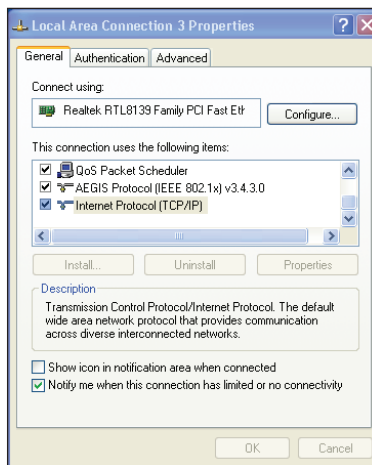 Local Area Connection 3 Properties
General
Authentication
Advanced
Connect using:
Realtek RTL8139 Family PCI Fast Eth
Configure...
This connection uses the following items:
QoS Packet Scheduler
AEGIS Protocol (IEEE 802.1x) v3.4.3.0
Internet Protocol (TCP/IP)
Install...
Uninstall
Properties
Description
Transmission Control Protocol/Internet Protocol. The default
wide area network protocol that provides communication
across diverse interconnected networks.
Show icon in notification area when connected
Notify me when this connection has limited or no connectivity
OK
Cancel